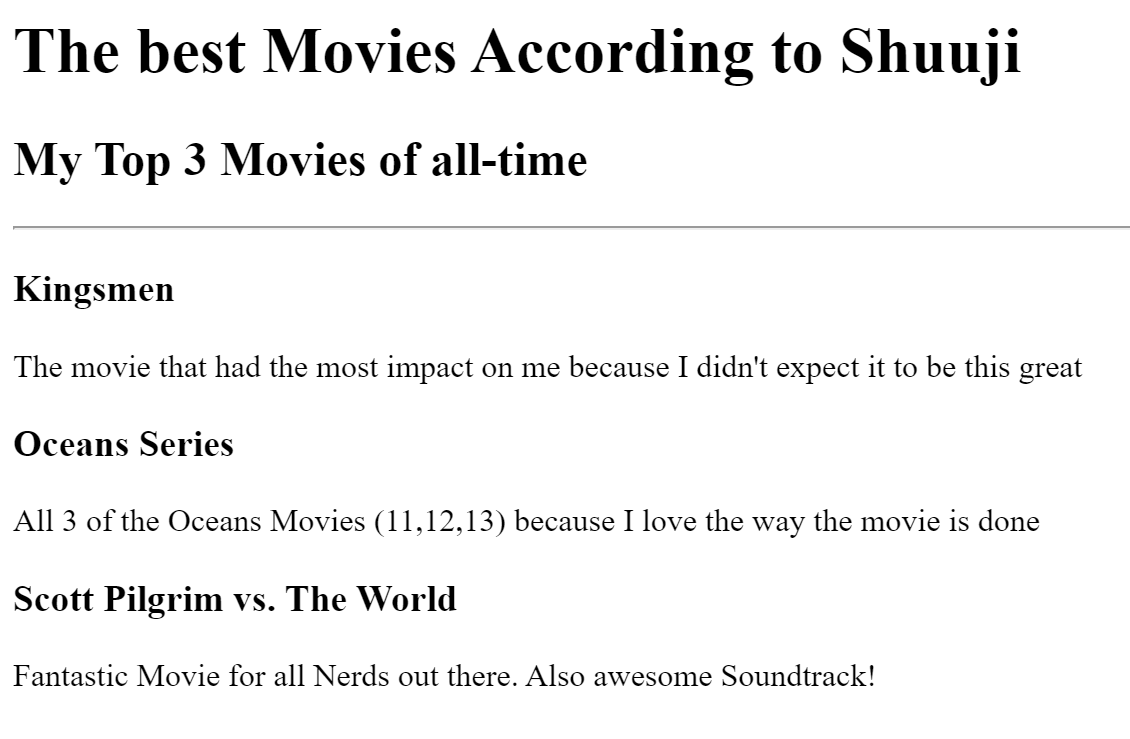 The best Movies According to Shuuji
My Top 3 Movies of all-time
Kingsmen
The movie that had the most impact on me because I didn't expect it to be this great
Oceans Series
All 3 of the Oceans Movies (11,12,13) because I love the way the movie is done
Scott Pilgrim vs. The World
Fantastic Movie for all Nerds out there. Also awesome Soundtrack!